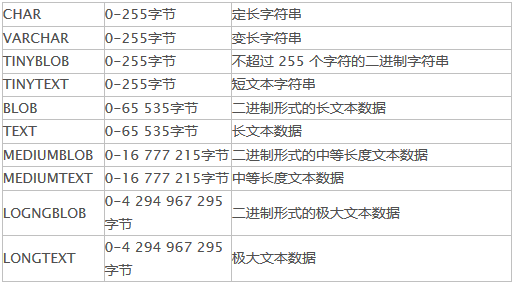 CHAR 0-255字节 定长字符串
VARCHAR 0-255字节 变长字符串
TINYBLOB 0-255字节 不超过 255 个字符的二进制字符串
TINYTEXT 0-255字节 短文本字符串
BLOB 0-65 535字节 二进制形式的长文本数据
TEXT 0-65 535字节 长文本数据
MEDIUMBLOB 0-16 777 215字节 二进制形式的中等长度文本数据
MEDIUMTEXT 0-16 777 215字节 中等长度文本数据
LOGNGBLOB 0-4 294 967 295
字节 二进制形式的极大文本数据
LONGTEXT 0-4 294 967 295
字节 极大文本数据